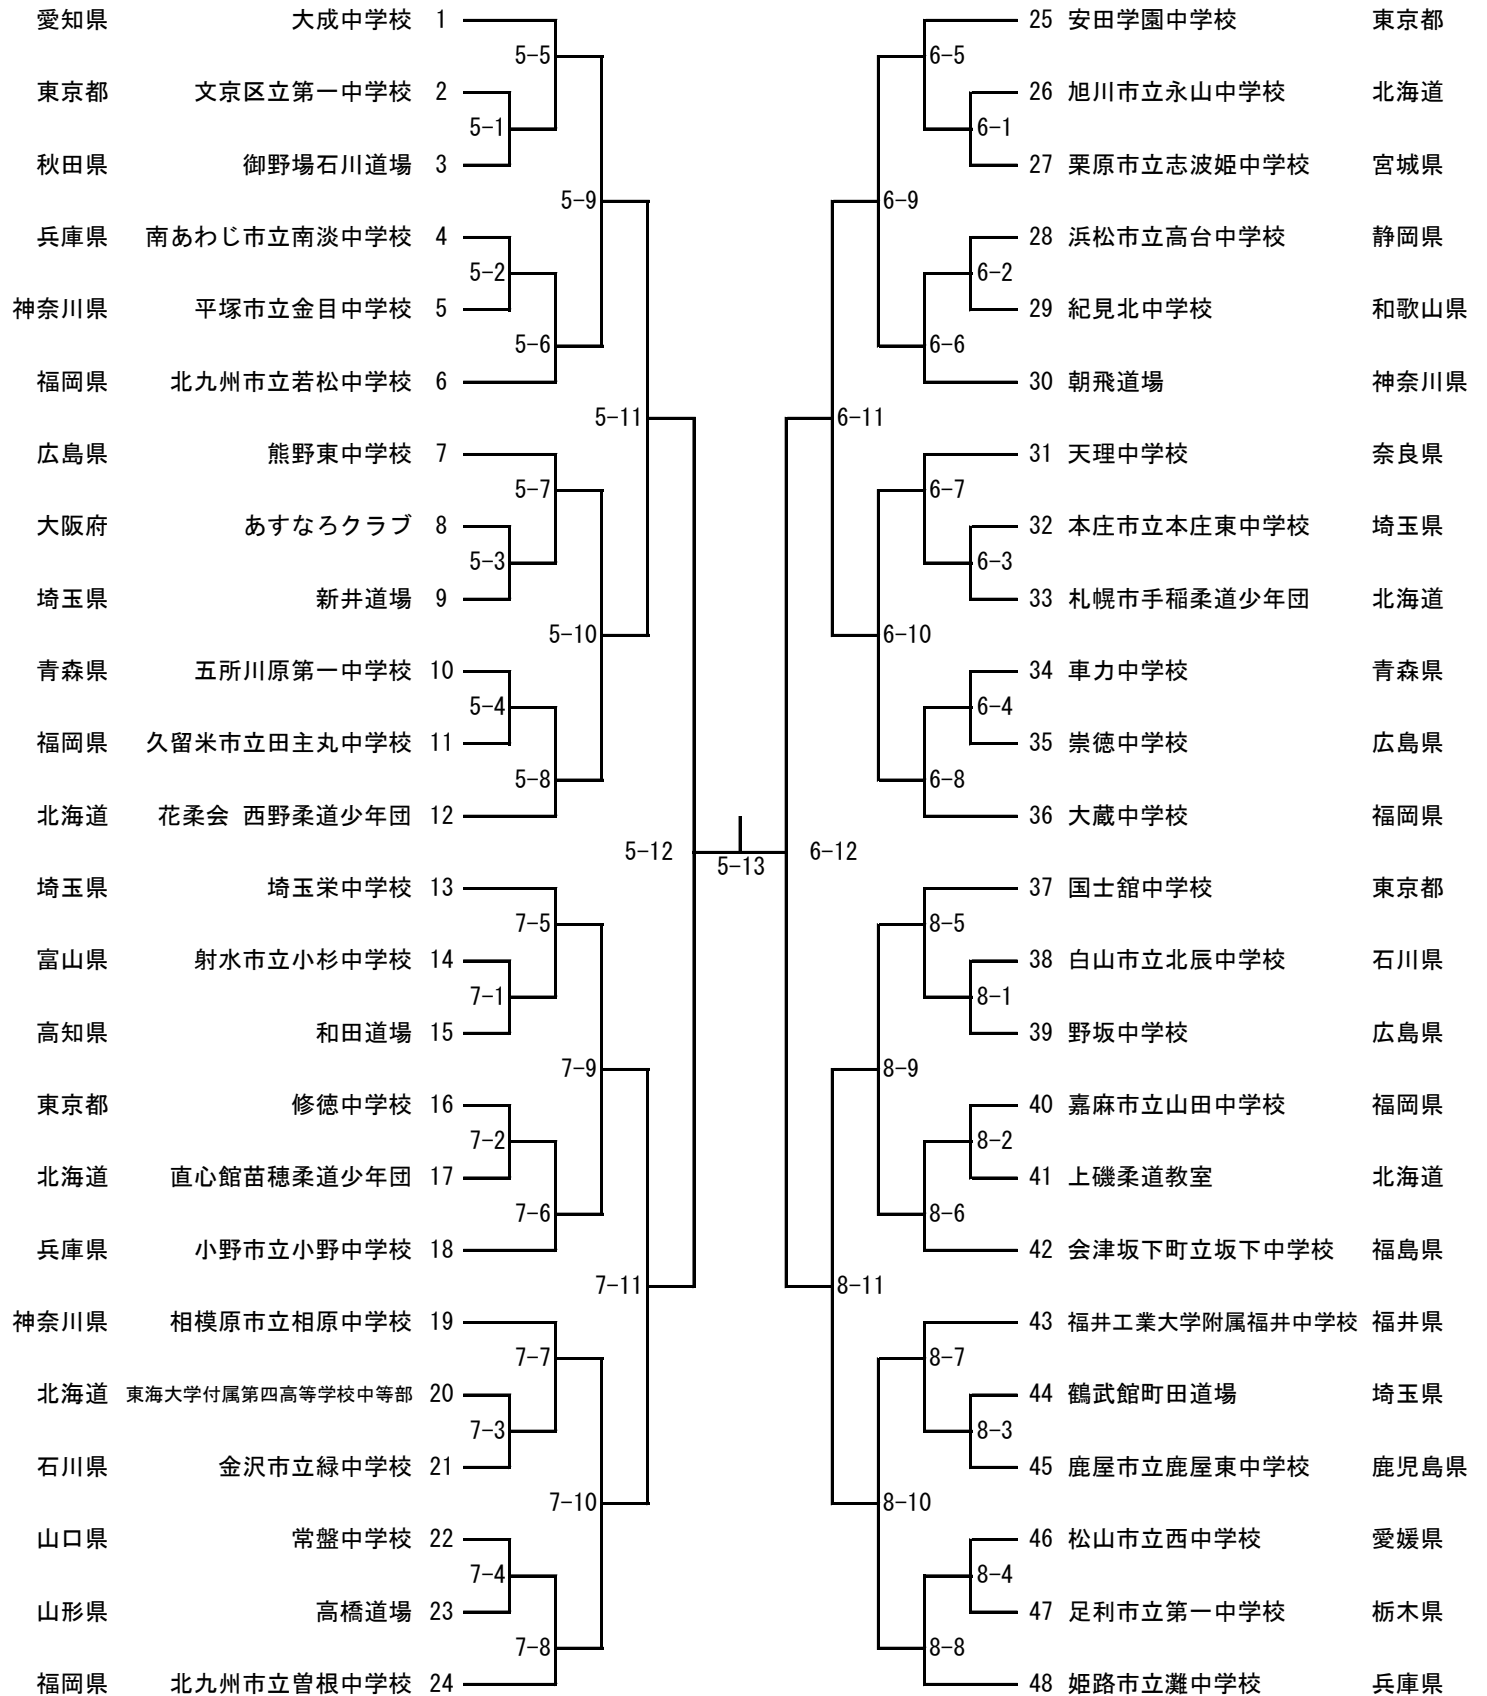 愛知県 大成中学校 1
5-5
東京都 文京区立第一中学校 2
5-1
秋田県 御野場石川道場 3
5-9
兵庫県 南あわじ市立南淡中学校 4
5-2
神奈川県 平塚市立金目中学校 5
5-6
福岡県 北九州市立若松中学校 6
5-11
広島県 熊野東中学校 7
5-7
大阪府 あすなろクラブ 8
5-3
埼玉県 新井道場 9
5-10
青森県 五所川原第一中学校 10
5-4
福岡県 久留米市立田主丸中学校 11
5-8
北海道 花柔会 西野柔道少年団 12
5-12
埼玉県 埼玉栄中学校 13
7-5
富山県 射水市立小杉中学校 14
7-1
高知県 和田道場 15
7-9
東京都 修徳中学校 16
7-2
北海道 直心館苗穂柔道少年団 17
7-6
兵庫県 小野市立小野中学校 18
7-11
神奈川県 相模原市立相原中学校 19
7-7
北海道 東海大学付属第四高等学校中等部 20
7-3
石川県 金沢市立緑中学校 21
7-10
山口県 常盤中学校 22
7-4
山形県 高橋道場 23
7-8
福岡県 北九州市立曽根中学校 24
5-13
25 安田学園中学校 東京都
6-5
26 旭川市立永山中学校 北海道
6-1
27 栗原市立志波姫中学校 宮城県
6-9
28 浜松市立高台中学校 静岡県
6-2
29 紀見北中学校 和歌山県
6-6
30 朝飛道場 神奈川県
6-11
31 天理中学校 奈良県
6-7
32 本庄市立本庄東中学校 埼玉県
6-3
33 札幌市手稲柔道少年団 北海道
6-10
34 車力中学校 青森県
6-4
35 崇徳中学校 広島県
6-8
36 大蔵中学校 福岡県
6-12
37 国士舘中学校 東京都
8-5
38 白山市立北辰中学校 石川県
8-1
39 野坂中学校 広島県
8-9
40 嘉麻市立山田中学校 福岡県
8-2
41 上磯柔道教室 北海道
8-6
42 会津坂下町立坂下中学校 福島県
8-11
43 福井工業大学附属福井中学校 福井県
8-7
44 鶴武館町田道場 埼玉県
8-3
45 鹿屋市立鹿屋東中学校 鹿児島県
8-10
46 松山市立西中学校 愛媛県
8-4
47 足利市立第一中学校 栃木県
8-8
48 姫路市立灘中学校 兵庫県